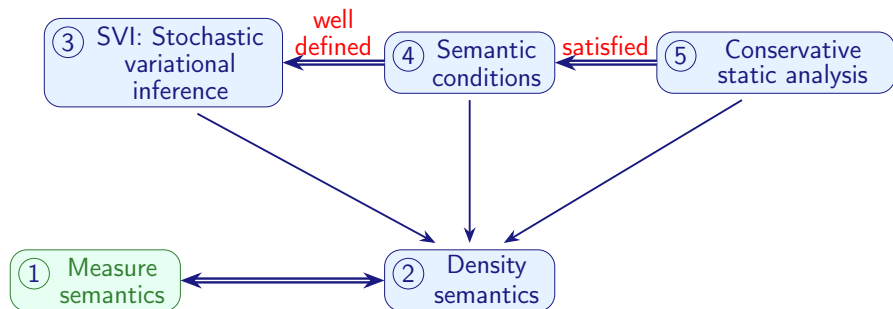 ③ SVI: Stochastic
variational
inference
well
defined
④ Semantic
conditions
satisfied
⑤ Conservative
static analysis
① Measure
semantics
② Density
semantics